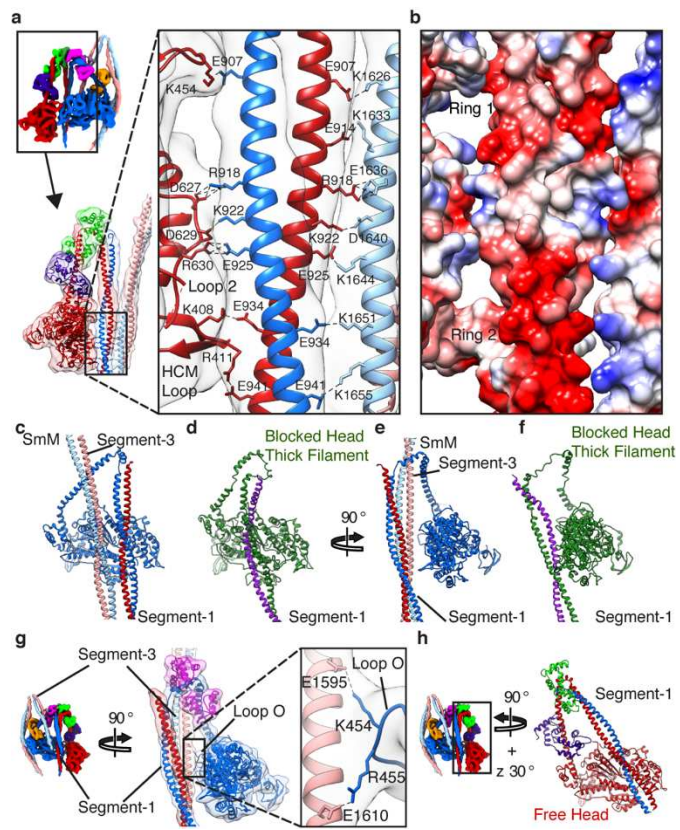 a
b
E907
K454
E907
K1626
K1633
E914
R918
D627
R918
E1636
K922
D629
K922
D1640
R630
E925
E925
K1644
Loop 2
K408
E934
K1651
E934
R411
HCM
Loop
E941
E941
K1655
Ring 1
Ring 2
c
SmM
Segment-3
Segment-1
d
Blocked Head
Thick Filament
Segment-1
90°
e
SmM
Segment-3
Segment-1
f
Blocked Head
Thick Filament
Segment-1
g
Segment-3
Segment-1
90°
Loop O
Loop O
E1595
K454
R455
E1610
h
90°
+
z 30°
Segment-1
Free Head